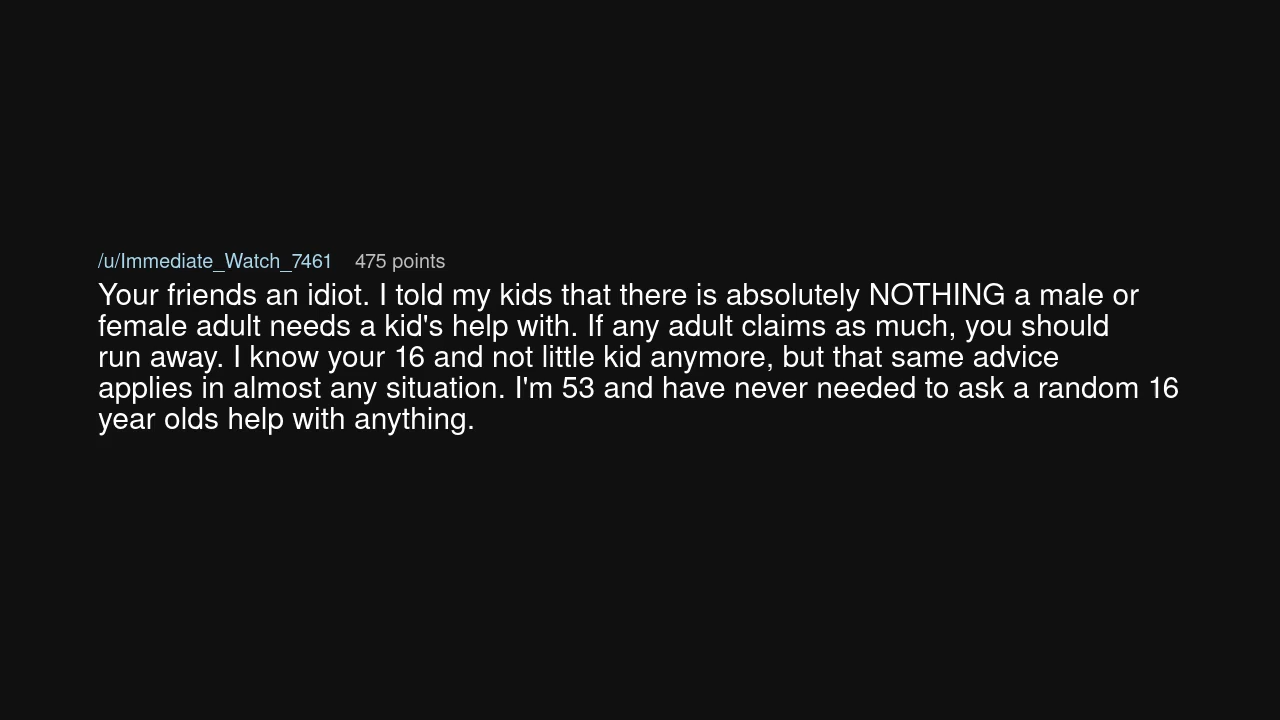 /u/Immediate_Watch_7461 475 points
Your friends an idiot. I told my kids that there is absolutely NOTHING a male or
female adult needs a kid's help with. If any adult claims as much, you should
run away. I know your 16 and not little kid anymore, but that same advice
applies in almost any situation. I'm 53 and have never needed to ask a random 16
year olds help with anything.